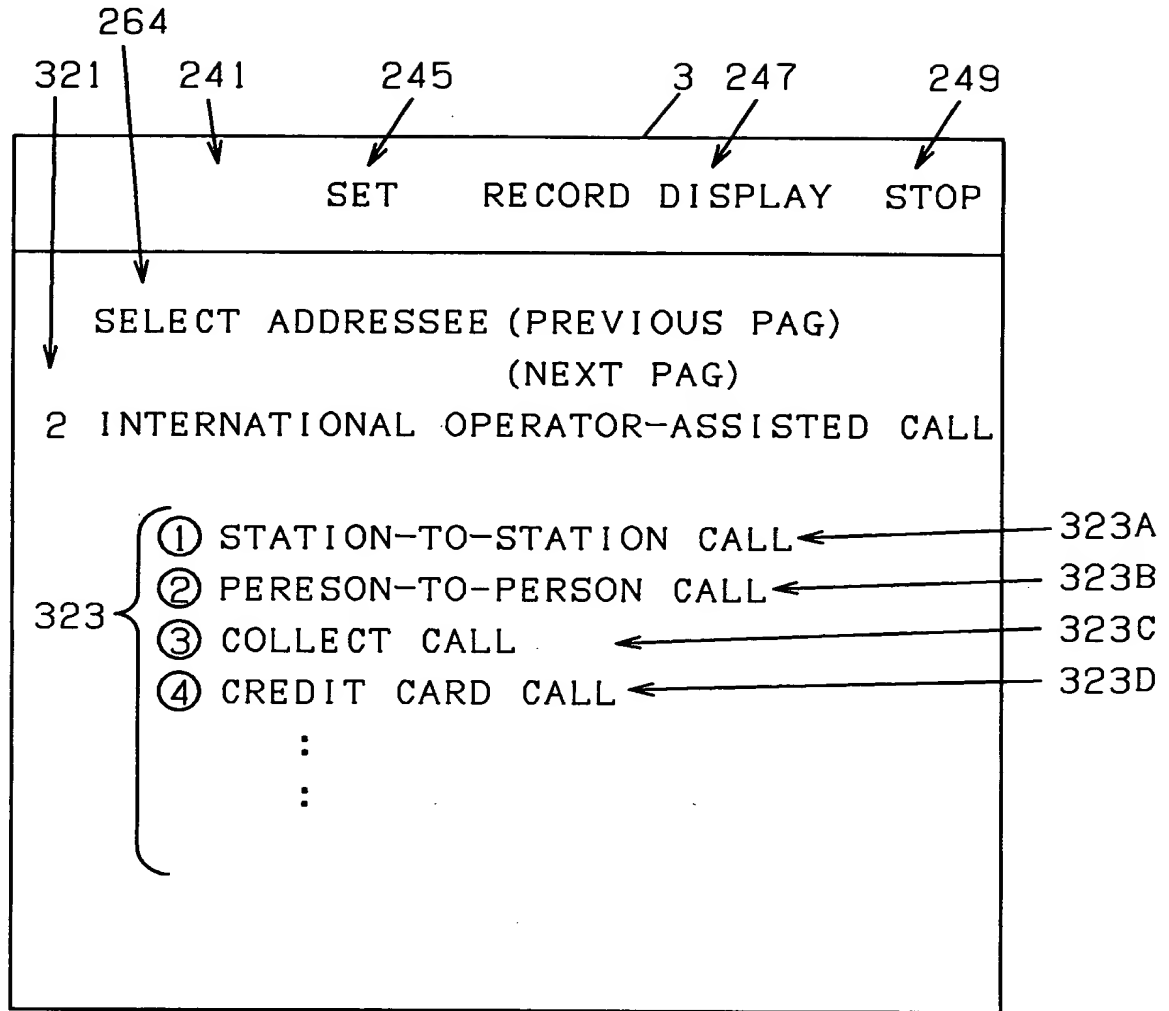 264
321 241 245 3 247 249
SET RECORD DISPLAY STOP
SELECT ADDRESSEE (PREVIOUS PAG)
(NEXT PAG)
2 INTERNATIONAL OPERATOR-ASSISTED CALL
① STATION-TO-STATION CALL 323A
② PERESON-TO-PERSON CALL 323B
323
③ COLLECT CALL 323C
④ CREDIT CARD CALL 323D
:
: